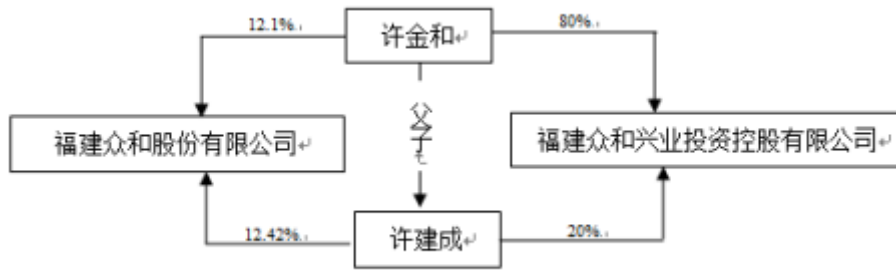 12.1%
许金和
80%
福建众和股份有限公司
父子
福建众和兴业投资控股有限公司
12.42%
许建成
20%